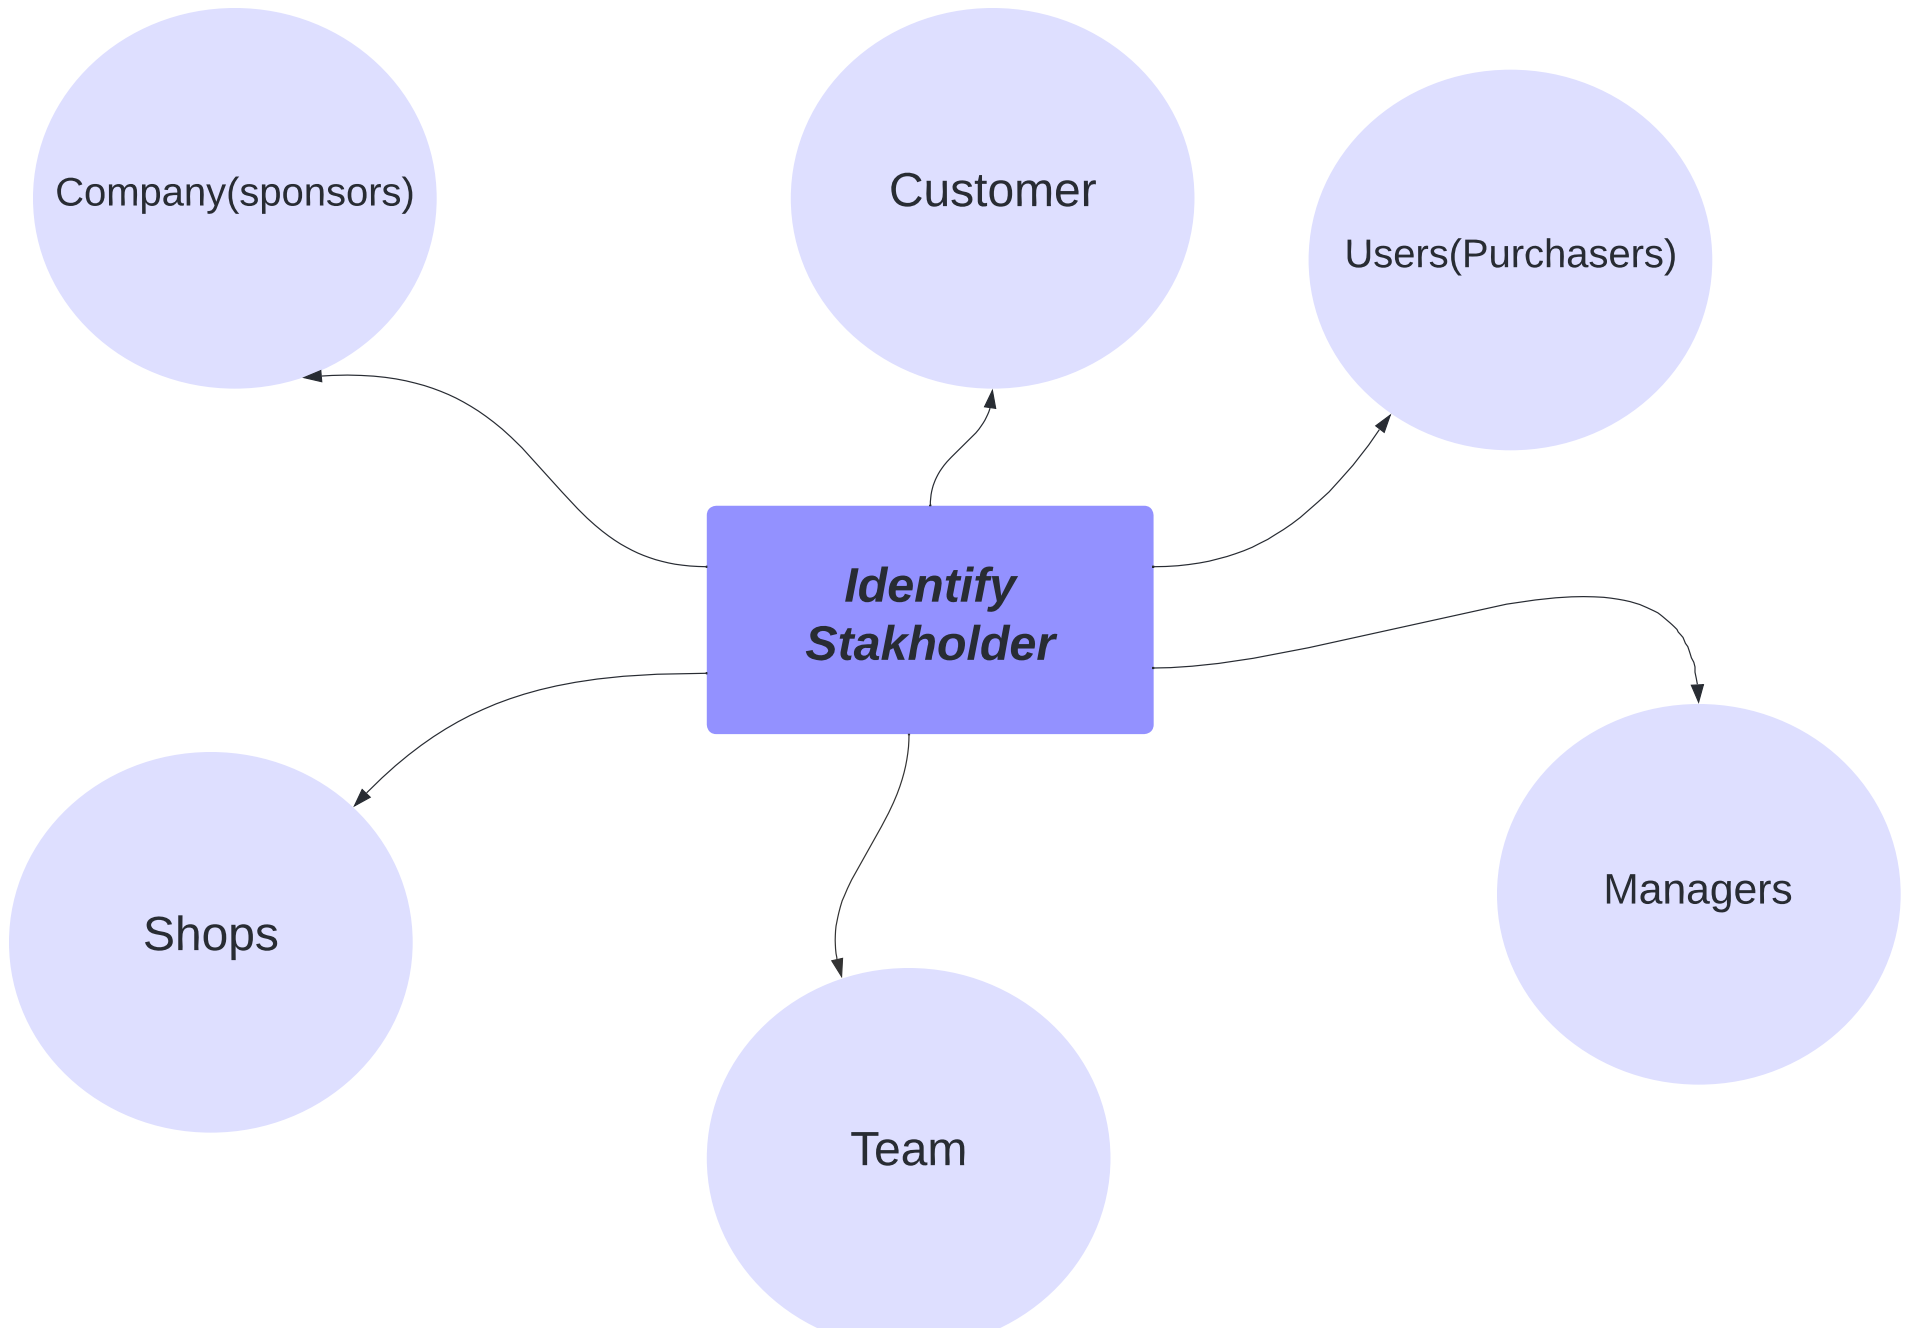 Company(sponsors)
Customer
Users(Purchasers)
Identify
Stakholder
Shops
Managers
Team